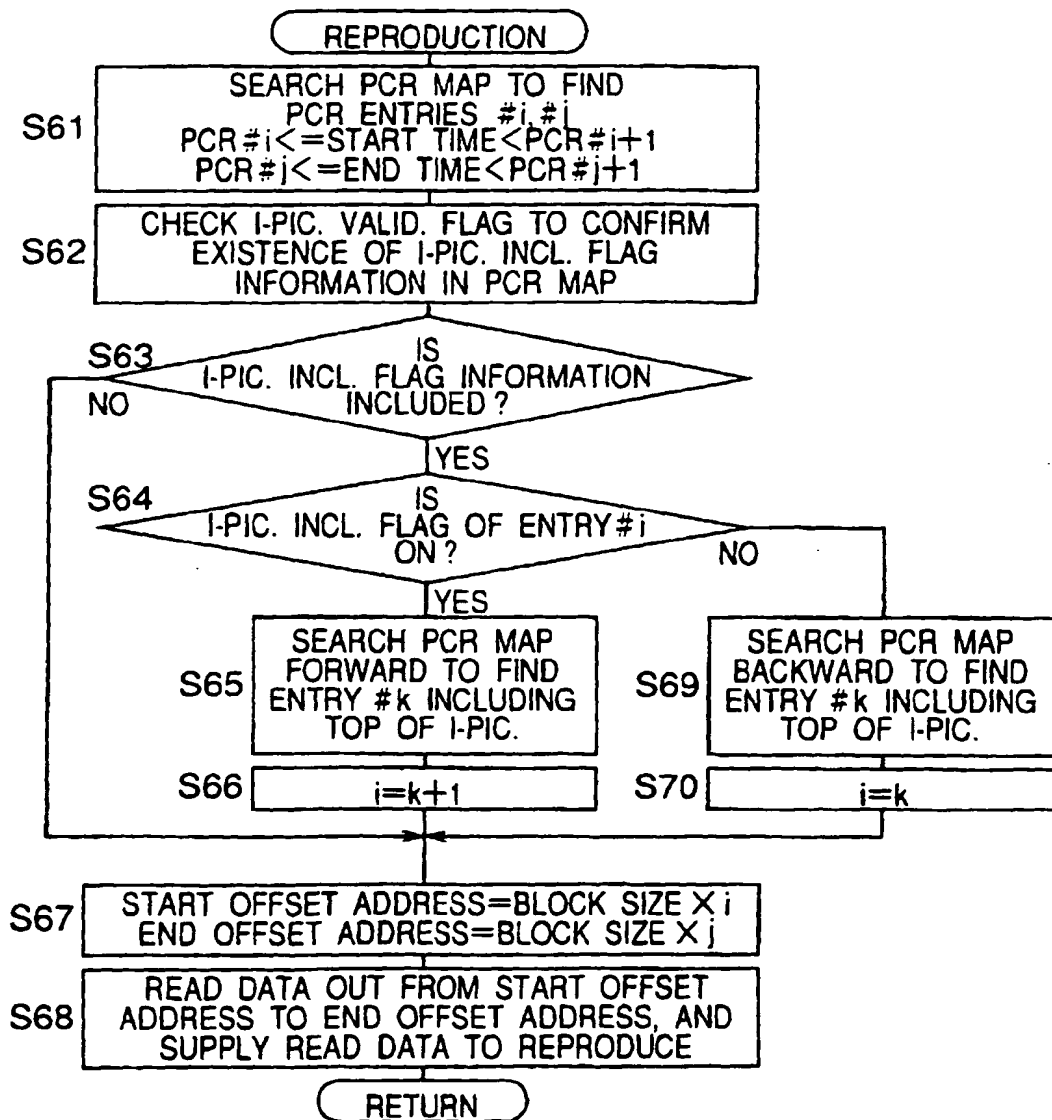 REPRODUCTION
S61
SEARCH PCR MAP TO FIND
PCR ENTRIES #i, #j
PCR#i<=START TIME<PCR#i+1
PCR#j<=END TIME<PCR#j+1
S62
CHECK I-PIC. VALID. FLAG TO CONFIRM
EXISTENCE OF I-PIC. INCL. FLAG
INFORMATION IN PCR MAP
S63
IS
I-PIC. INCL. FLAG INFORMATION
INCLUDED?
NO
YES
S64
IS
I-PIC. INCL. FLAG OF ENTRY#i
ON?
NO
YES
S65
SEARCH PCR MAP
FORWARD TO FIND
ENTRY #k INCLUDING
TOP OF I-PIC.
S69
SEARCH PCR MAP
BACKWARD TO FIND
ENTRY #k INCLUDING
TOP OF I-PIC.
S66
i=k+1
S70
i=k
S67
START OFFSET ADDRESS=BLOCK SIZE×i
END OFFSET ADDRESS=BLOCK SIZE×j
S68
READ DATA OUT FROM START OFFSET
ADDRESS TO END OFFSET ADDRESS, AND
SUPPLY READ DATA TO REPRODUCE
RETURN